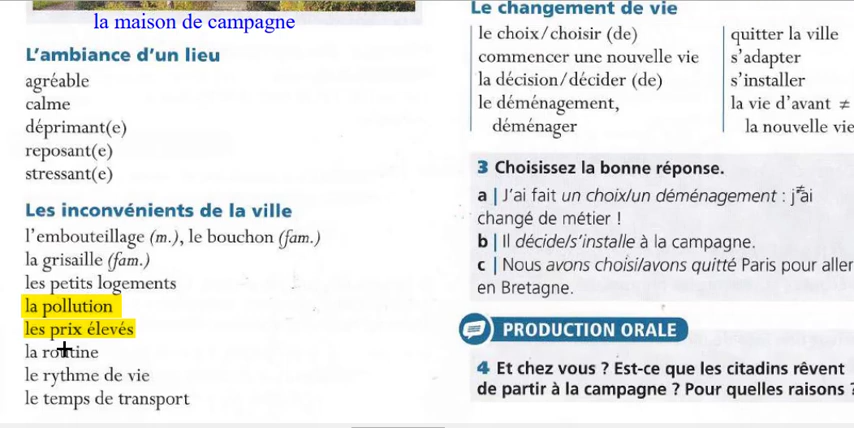 la maison de campagne
L'ambiance d'un lieu
agréable
calme
déprimant(e)
reposant(e)
stressant(e)
Les inconvénients de la ville
l'embouteillage (m.), le bouchon (fam.)
la grisaille (fam.)
les petits logements
la pollution
les prix élevés
la routine
le rythme de vie
le temps de transport
Le changement de vie
le choix/choisir (de)
commencer une nouvelle vie
la décision/décider (de)
le déménagement,
déménager
quitter la ville
s'adapter
s'installer
la vie d'avant ≠
la nouvelle vie
3 Choisissez la bonne réponse.
a | J'ai fait un choix/un déménagement : j'ai
changé de métier !
b | Il décide/s'installe à la campagne.
c | Nous avons choisi/avons quitté Paris pour aller
en Bretagne.
PRODUCTION ORALE
4 Et chez vous ? Est-ce que les citadins rêvent
de partir à la campagne ? Pour quelles raisons ?